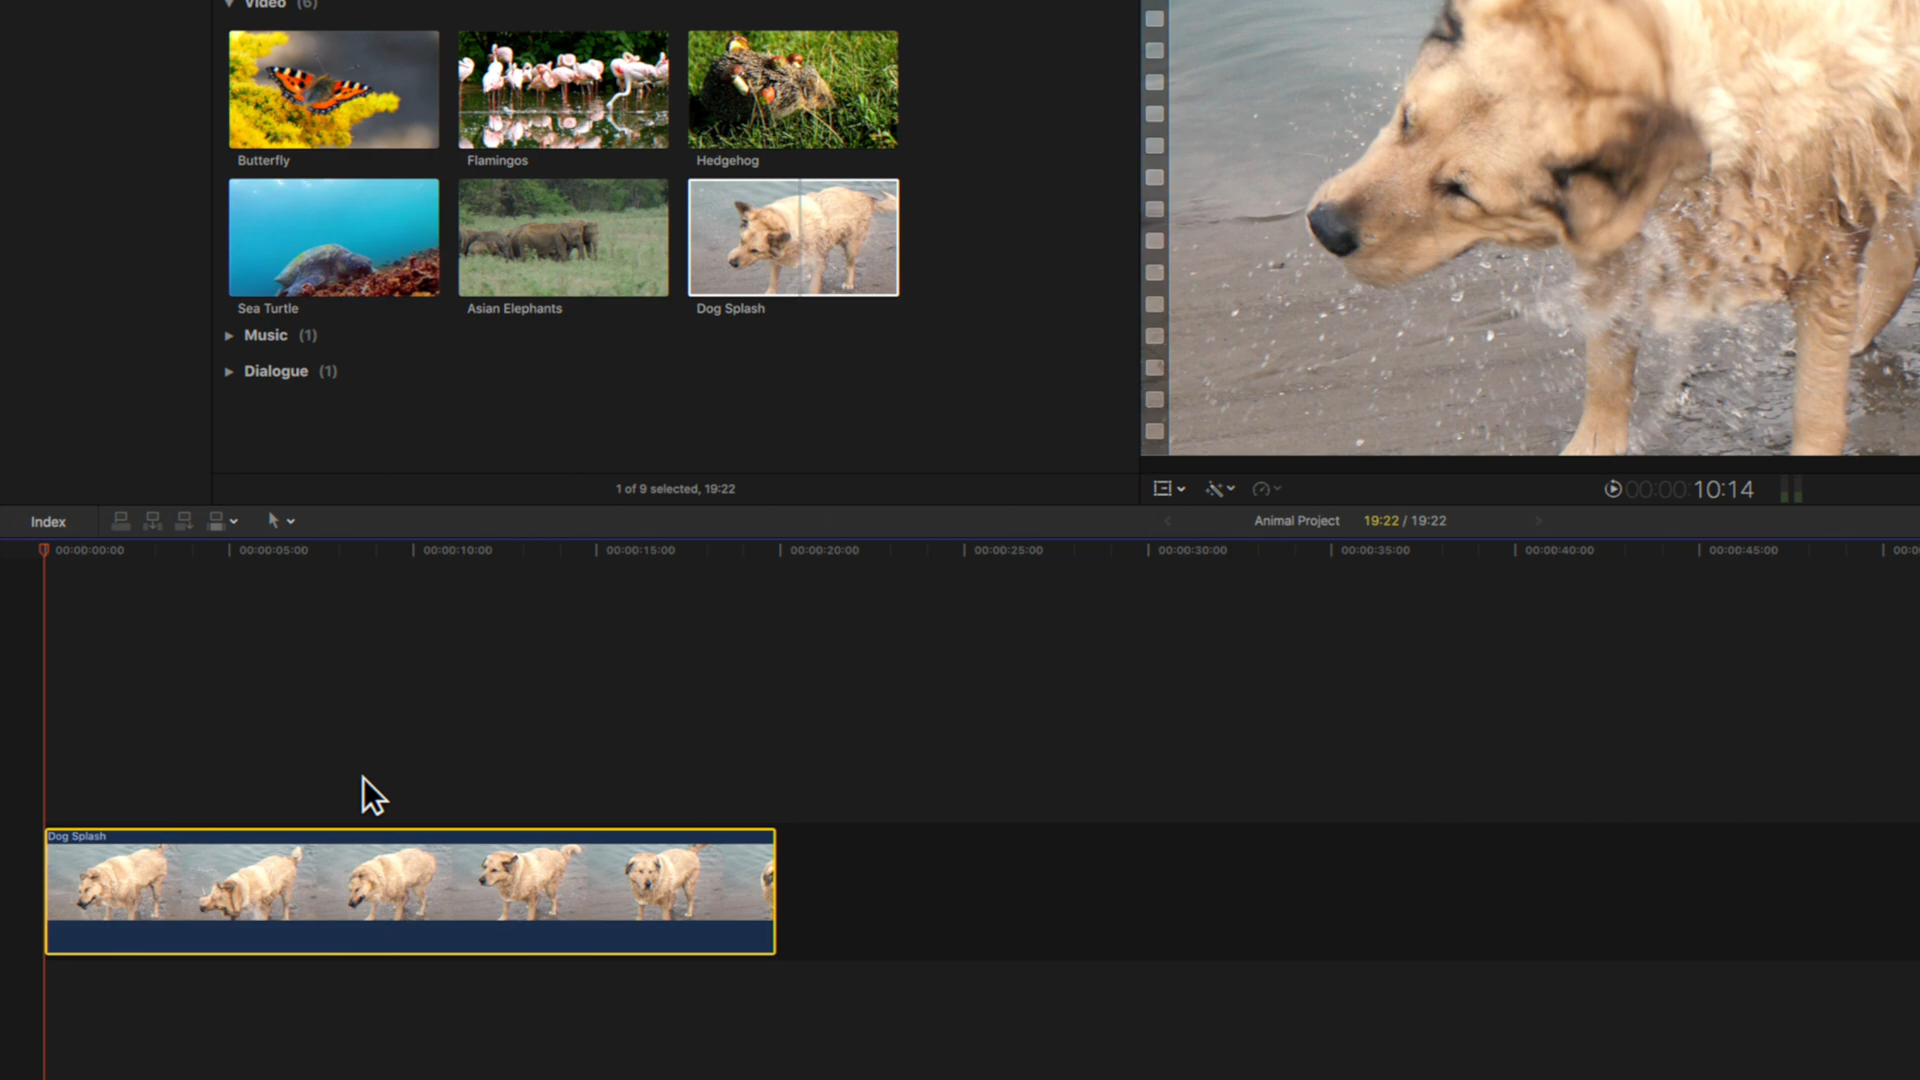 Video (6)
Butterfly
Flamingos
Hedgehog
Sea Turtle
Asian Elephants
Dog Splash
Music (1)
Dialogue (1)
1 of 9 selected, 19:22
00:00:00:10:14
Index
Animal Project
19:22 / 19:22
00:00:00:00
00:00:05:00
00:00:10:00
00:00:15:00
00:00:20:00
00:00:25:00
00:00:30:00
00:00:35:00
00:00:40:00
00:00:45:00
00:0
Dog Splash